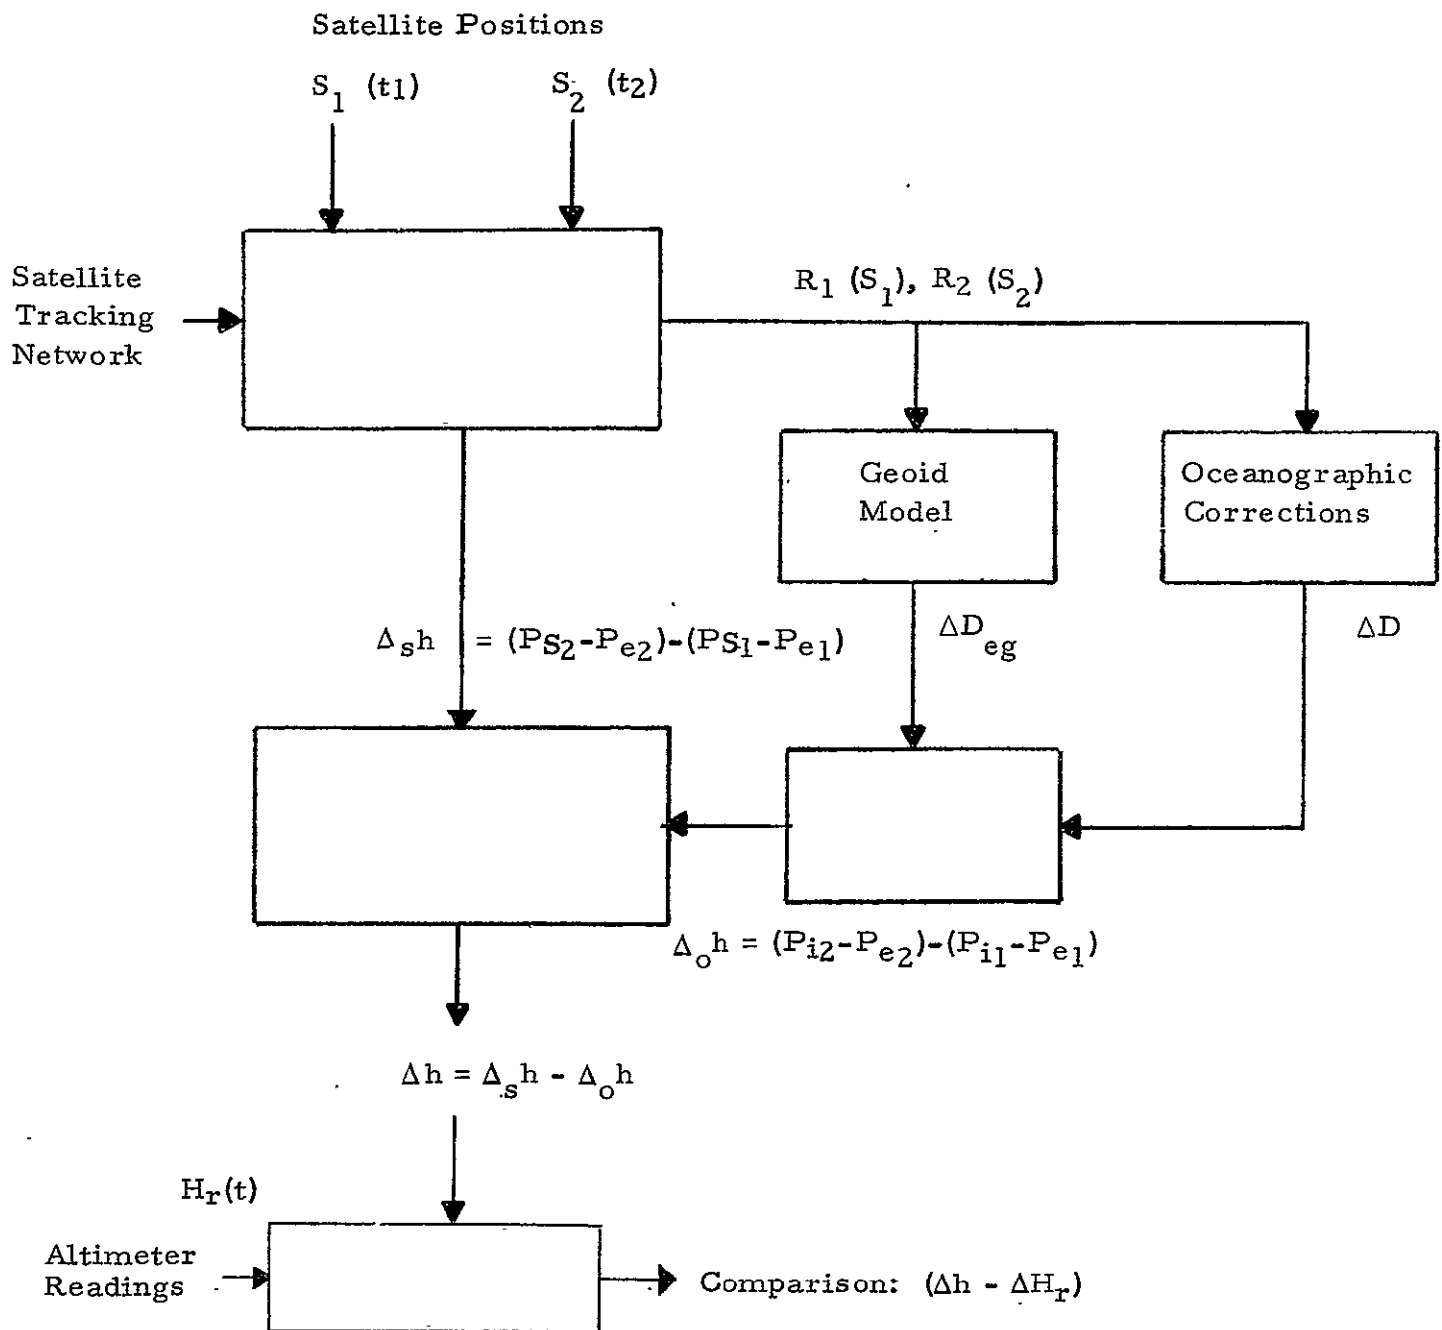 Satellite Positions
S1 (t1)
S2 (t2)
Satellite
Tracking
Network
R1 (S1), R2 (S2)
Geoid
Model
Oceanographic
Corrections
Δsh = (PS2-Pe2)-(PS1-Pe1)
ΔDeg
ΔD
Δoh = (Pi2-Pe2)-(Pi1-Pe1)
Δh = Δsh - Δoh
Hr(t)
Altimeter
Readings
Comparison: (Δh - ΔHr)